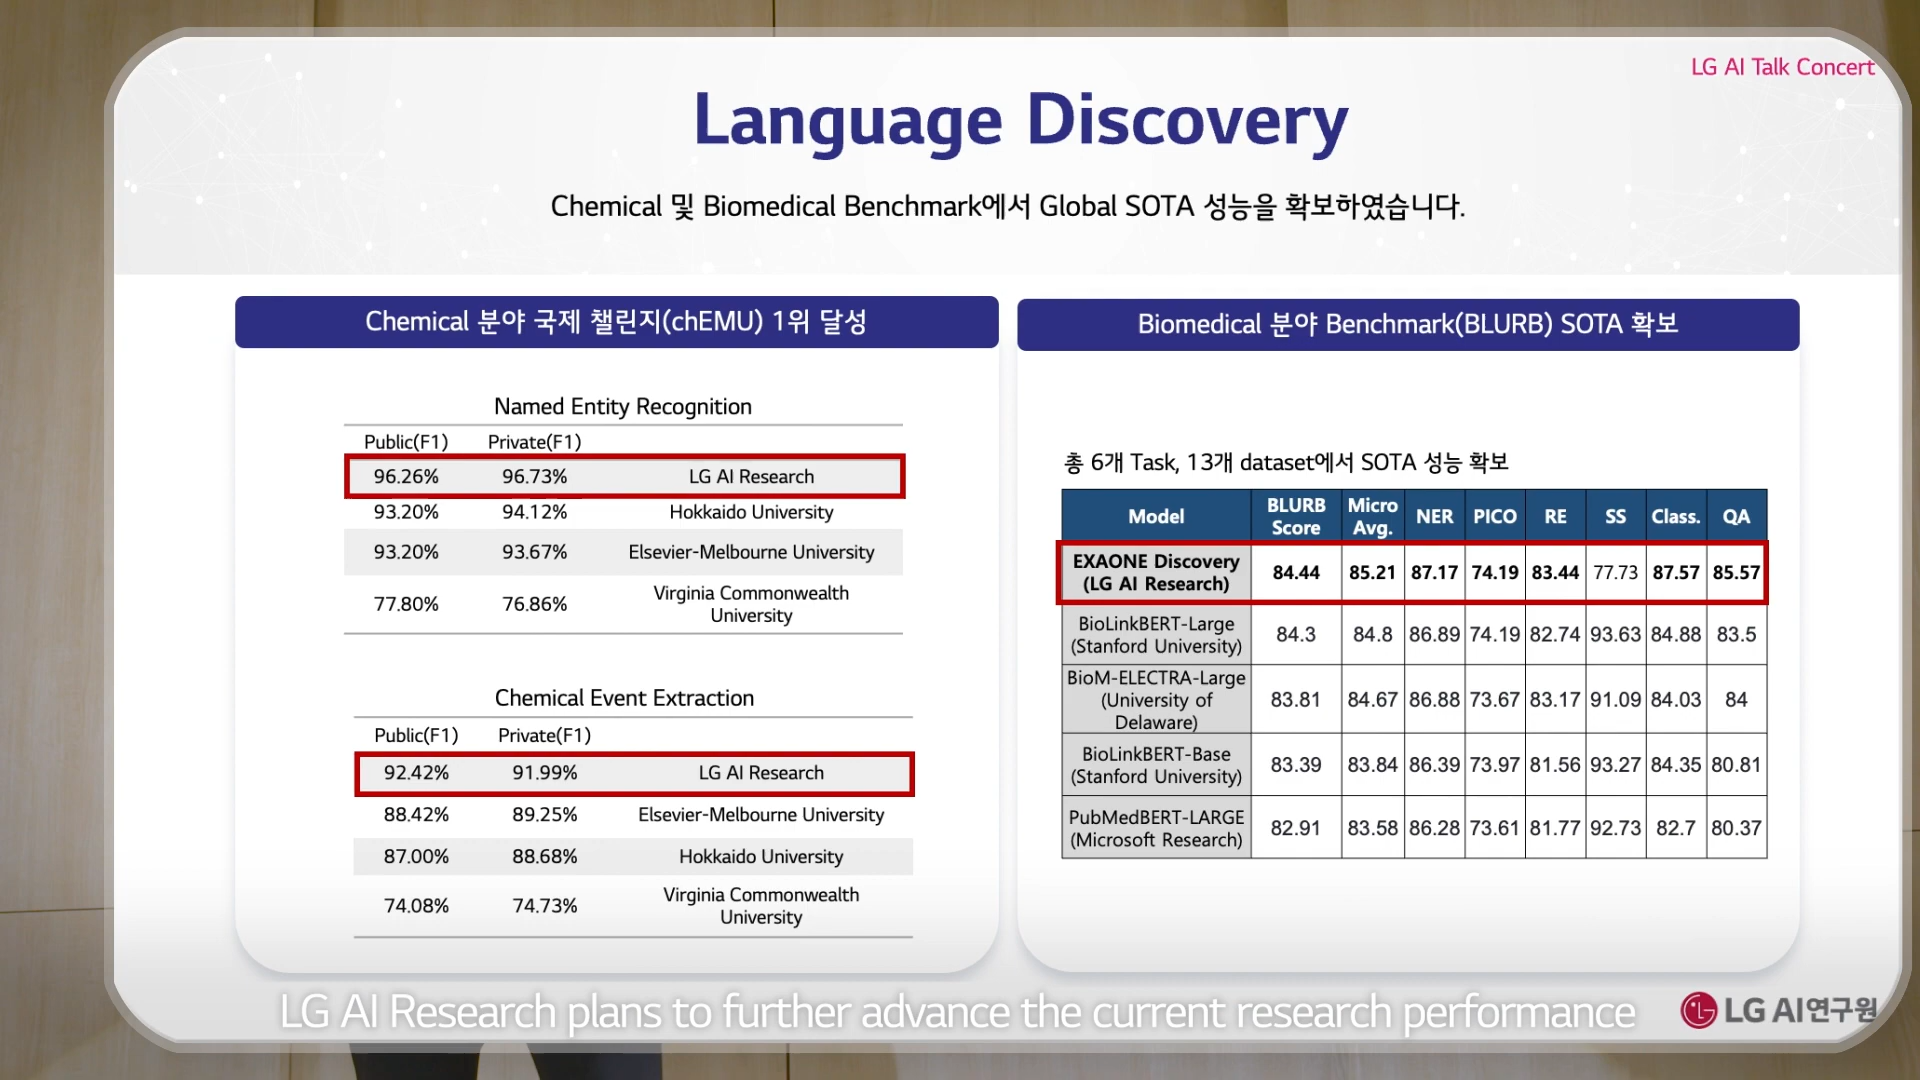 LG AI Talk Concert
Language Discovery
Chemical 및 Biomedical Benchmark에서 Global SOTA 성능을 확보하였습니다.
Chemical 분야 국제 챌린지(chEMU) 1위 달성
Named Entity Recognition
Public(F1) Private(F1)
96.26% 96.73% LG AI Research
93.20% 94.12% Hokkaido University
93.20% 93.67% Elsevier-Melbourne University
77.80% 76.86% Virginia Commonwealth
University
Chemical Event Extraction
Public(F1) Private(F1)
92.42% 91.99% LG AI Research
88.42% 89.25% Elsevier-Melbourne University
87.00% 88.68% Hokkaido University
74.08% 74.73% Virginia Commonwealth
University
Biomedical 분야 Benchmark(BLURB) SOTA 확보
총 6개 Task, 13개 dataset에서 SOTA 성능 확보
Model BLURB Score Micro Avg. NER PICO RE SS Class. QA
EXAONE Discovery
(LG AI Research) 84.44 85.21 87.17 74.19 83.44 77.73 87.57 85.57
BioLinkBERT-Large
(Stanford University) 84.3 84.8 86.89 74.19 82.74 93.63 84.88 83.5
BioM-ELECTRA-Large
(University of
Delaware) 83.81 84.67 86.88 73.67 83.17 91.09 84.03 84
BioLinkBERT-Base
(Stanford University) 83.39 83.84 86.39 73.97 81.56 93.27 84.35 80.81
PubMedBERT-LARGE
(Microsoft Research) 82.91 83.58 86.28 73.61 81.77 92.73 82.7 80.37
LG AI Research plans to further advance the current research performance
LG AI연구원